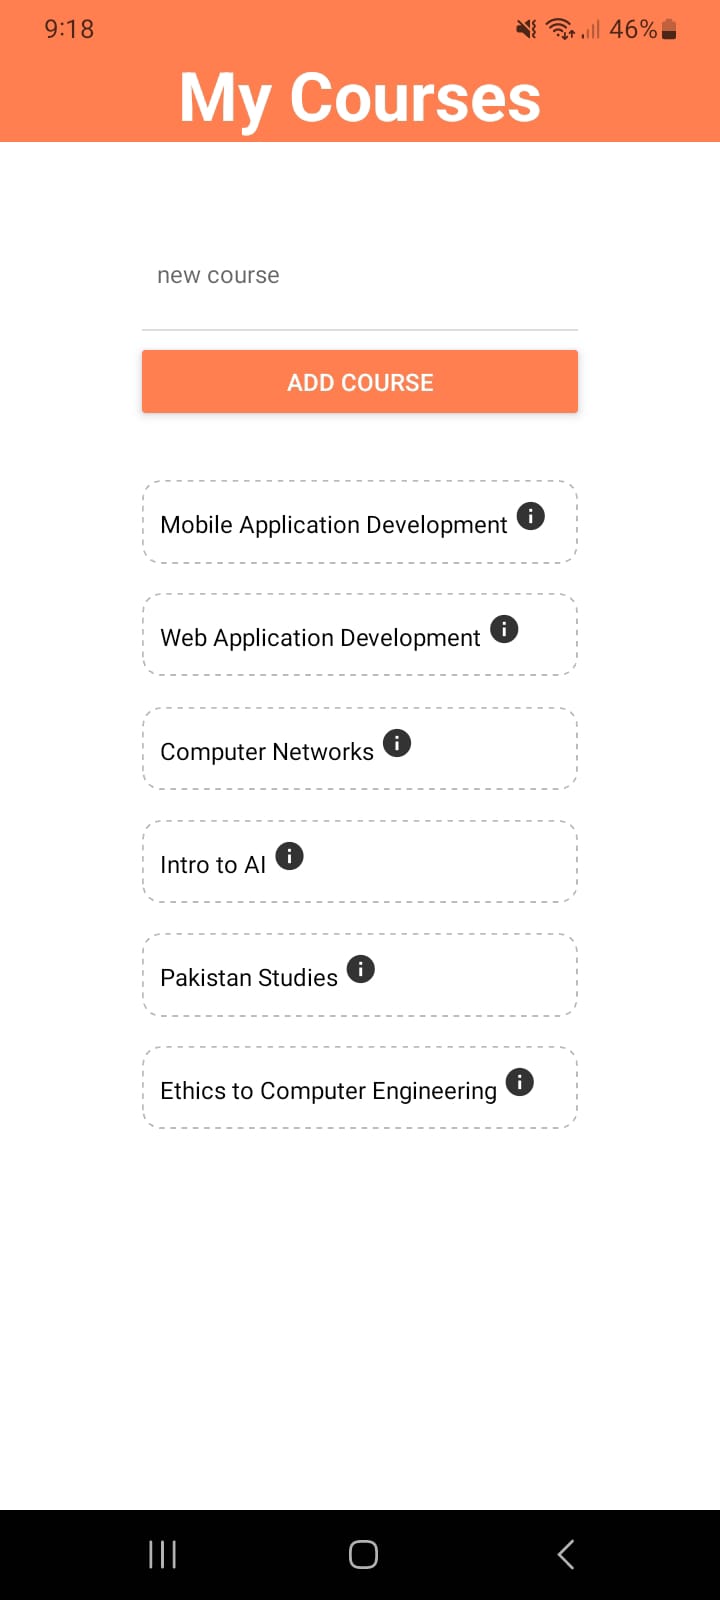 9:18
46%
My Courses
new course
ADD COURSE
Mobile Application Development
Web Application Development
Computer Networks
Intro to AI
Pakistan Studies
Ethics to Computer Engineering